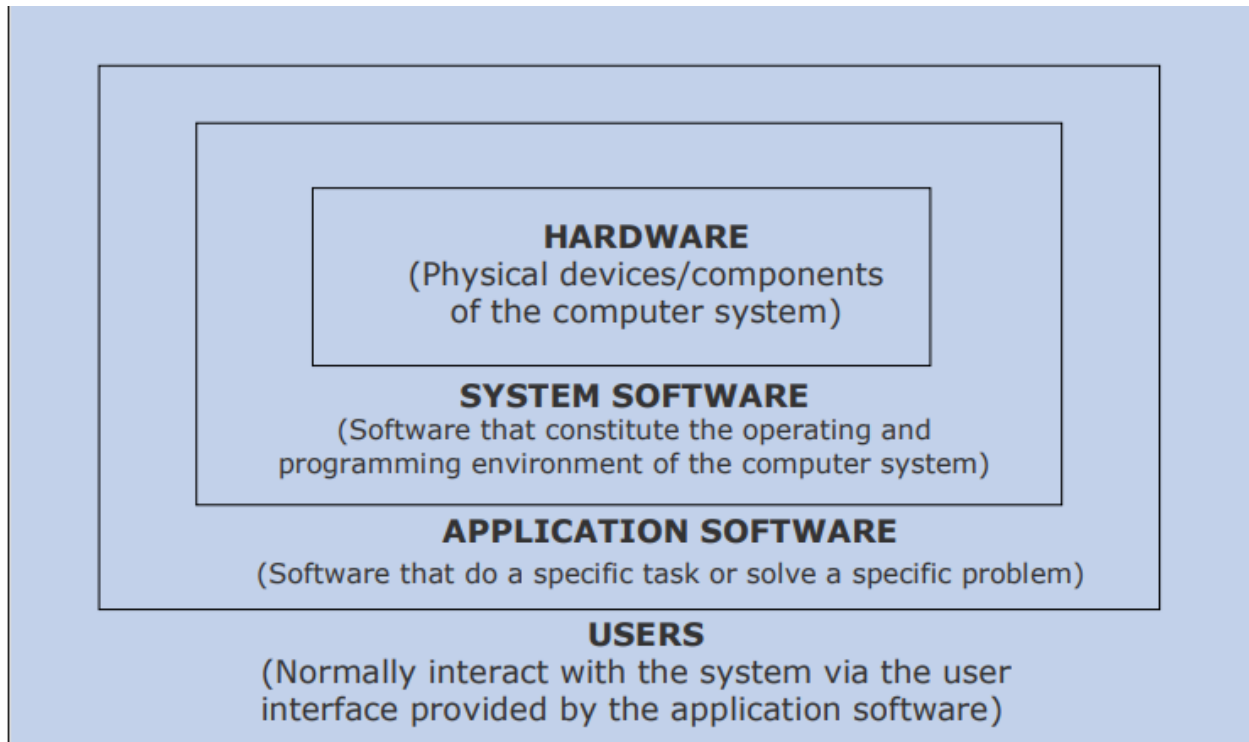 HARDWARE
(Physical devices/components
of the computer system)
SYSTEM SOFTWARE
(Software that constitute the operating and
programming environment of the computer system)
APPLICATION SOFTWARE
(Software that do a specific task or solve a specific problem)
USERS
(Normally interact with the system via the user
interface provided by the application software)